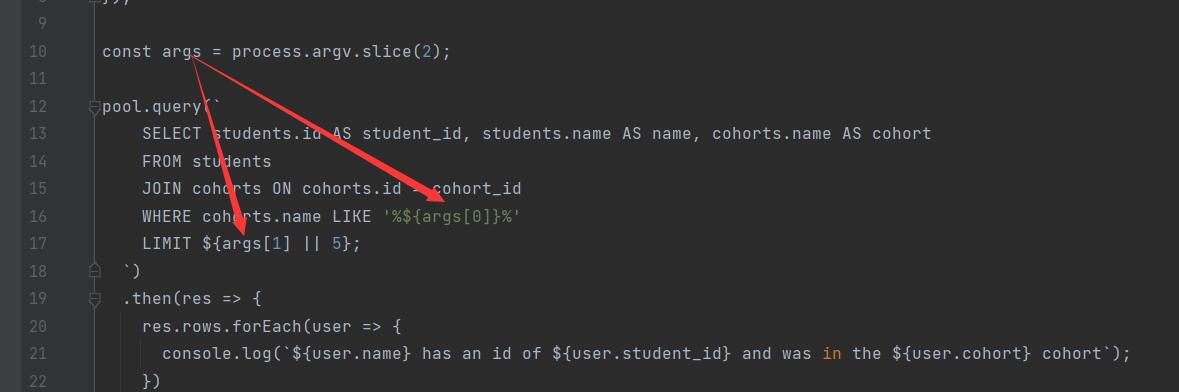 8 });
9
10 const args = process.argv.slice(2);
11
12 pool.query(`
13 SELECT students.id AS student_id, students.name AS name, cohorts.name AS cohort
14 FROM students
15 JOIN cohorts ON cohorts.id = cohort_id
16 WHERE cohorts.name LIKE '%${args[0]}%'
17 LIMIT ${args[1] || 5};
18 `)
19 .then(res => {
20 res.rows.forEach(user => {
21 console.log(`${user.name} has an id of ${user.student_id} and was in the ${user.cohort} cohort`);
22 })